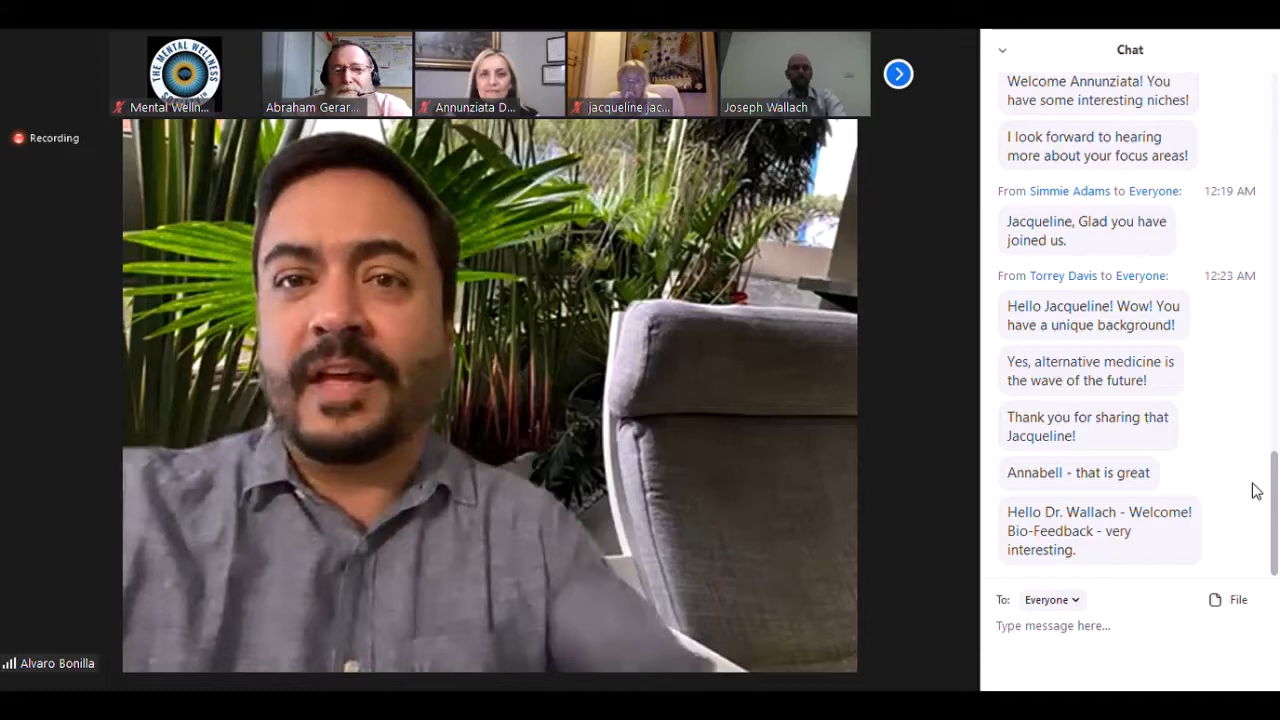 THE MENTAL WELLNESS
Mental Welln...
Abraham Gerar...
Annunziata D...
jacqueline jac...
Joseph Wallach
Recording
Alvaro Bonilla
Chat
Welcome Annunziata! You
have some interesting niches!
I look forward to hearing
more about your focus areas!
From Simmie Adams to Everyone: 12:19 AM
Jacqueline, Glad you have
joined us.
From Torrey Davis to Everyone: 12:23 AM
Hello Jacqueline! Wow! You
have a unique background!
Yes, alternative medicine is
the wave of the future!
Thank you for sharing that
Jacqueline!
Annabell - that is great
Hello Dr. Wallach - Welcome!
Bio-Feedback - very
interesting.
To: Everyone File
Type message here...